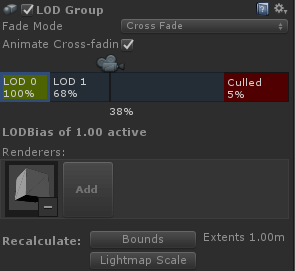 LOD Group
Fade Mode Cross Fade
Animate Cross-fadin
LOD 0 LOD 1 Culled
100% 68% 5%
38%
LODBias of 1.00 active
Renderers:
Add
Recalculate: Bounds Extents 1.00m
Lightmap Scale